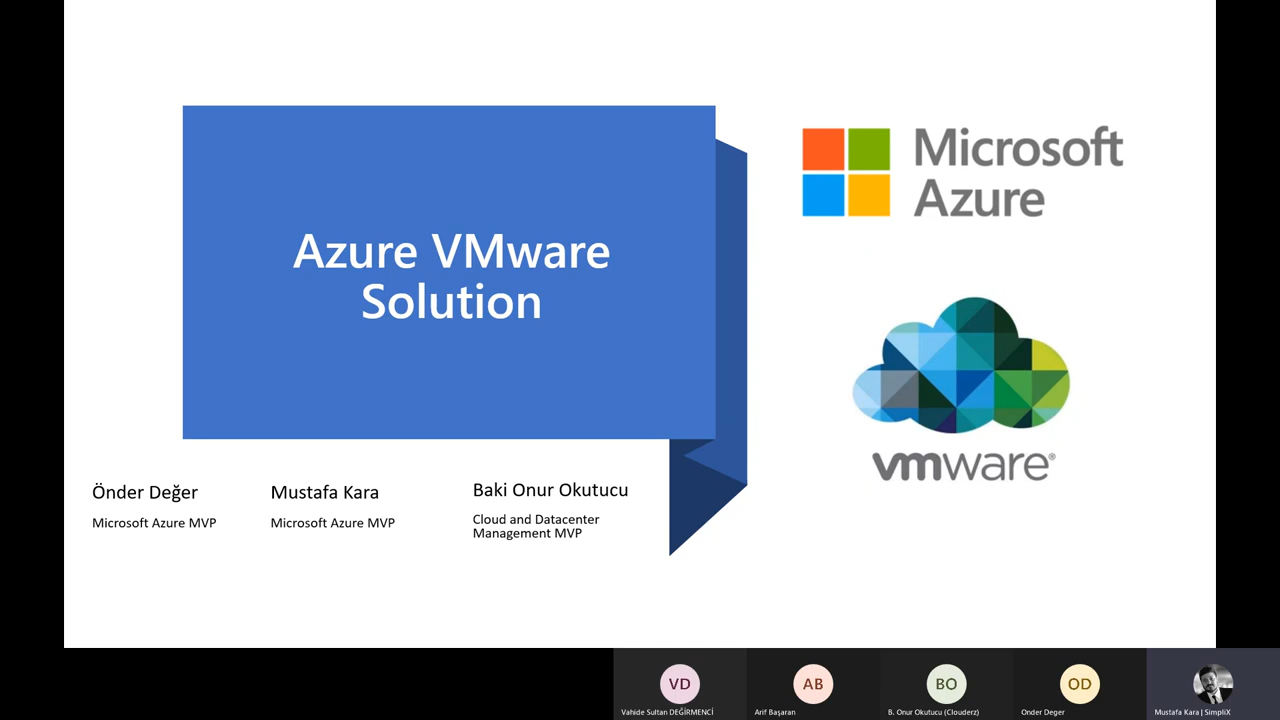 Azure VMware
Solution
Microsoft
Azure
vmware®
Önder Değer
Microsoft Azure MVP
Mustafa Kara
Microsoft Azure MVP
Baki Onur Okutucu
Cloud and Datacenter
Management MVP
VD
Vahide Sultan DEĞİRMENCİ
AB
Arif Başaran
BO
B. Onur Okutucu (Clouderz)
OD
Onder Deger
Mustafa Kara | SimpliX